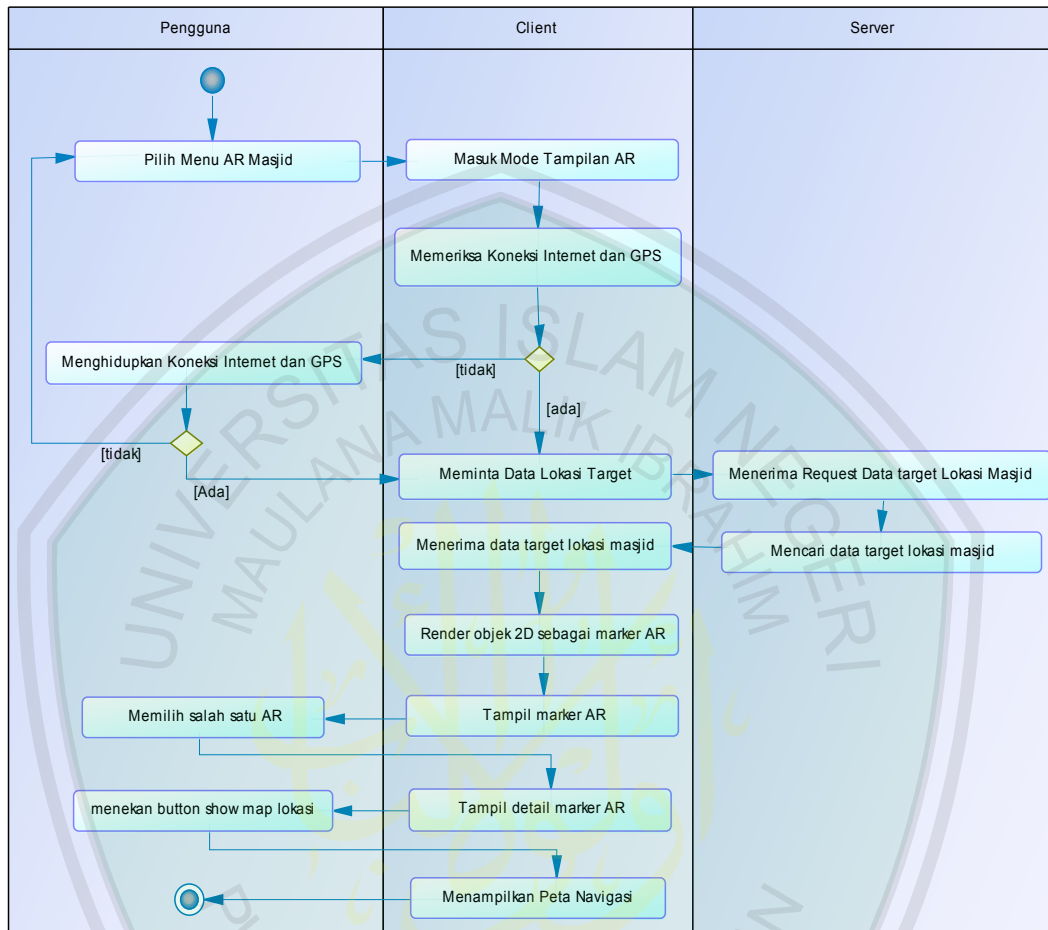 Pengguna
Client
Server
Pilih Menu AR Masjid
Masuk Mode Tampilan AR
Memeriksa Koneksi Internet dan GPS
Menghidupkan Koneksi Internet dan GPS
[tidak]
[ada]
[tidak]
[Ada]
Meminta Data Lokasi Target
Menerima Request Data target Lokasi Masjid
Menerima data target lokasi masjid
Mencari data target lokasi masjid
Render objek 2D sebagai marker AR
Memilih salah satu AR
Tampil marker AR
menekan button show map lokasi
Tampil detail marker AR
Menampilkan Peta Navigasi
UNIVERSITAS ISLAM NEGERI
MAULANA MALIK IBRAHIM